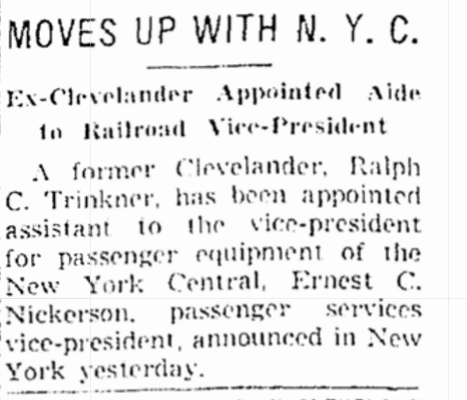 MOVES UP WITH N. Y. C.
Ex-Clevelander Appointed Aide
to Railroad Vice-President
A former Clevelander, Ralph
C. Trinkner, has been appointed
assistant to the vice-president
for passenger equipment of the
New York Central, Ernest C.
Nickerson, passenger services
vice-president, announced in New
York yesterday.